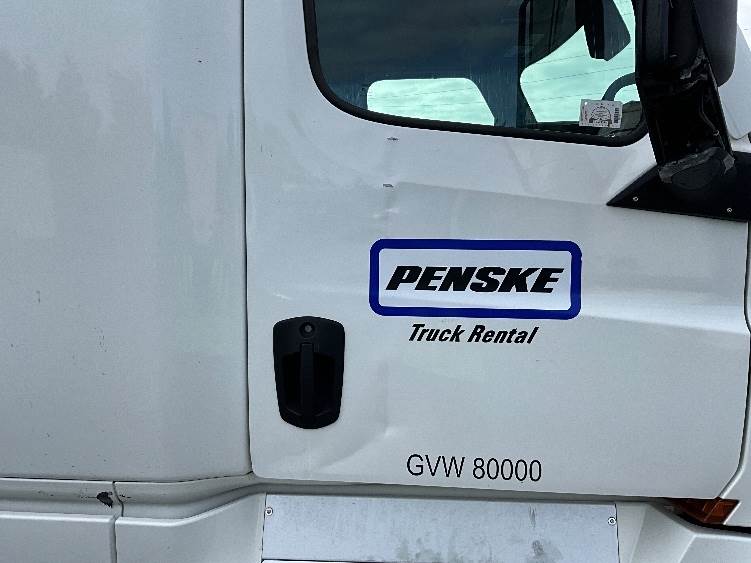 PENSKE
Truck Rental
GVW 80000